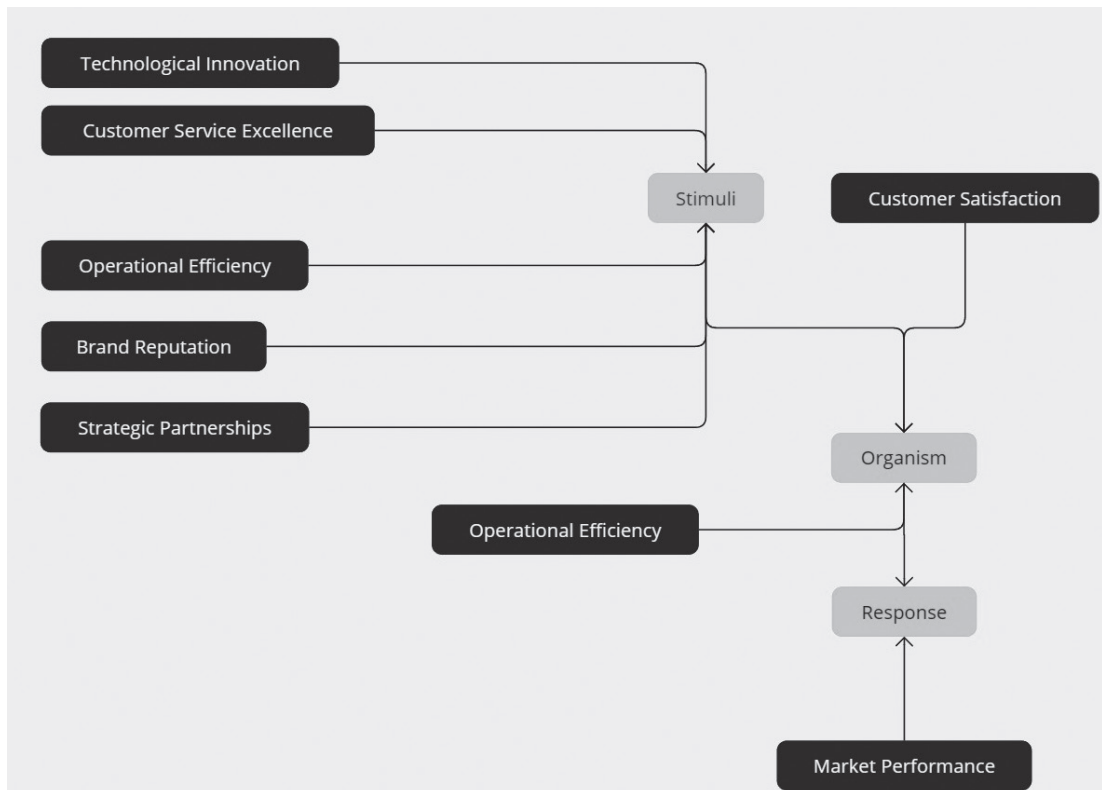 Technological Innovation
Customer Service Excellence
Stimuli
Customer Satisfaction
Operational Efficiency
Brand Reputation
Strategic Partnerships
Organism
Operational Efficiency
Response
Market Performance